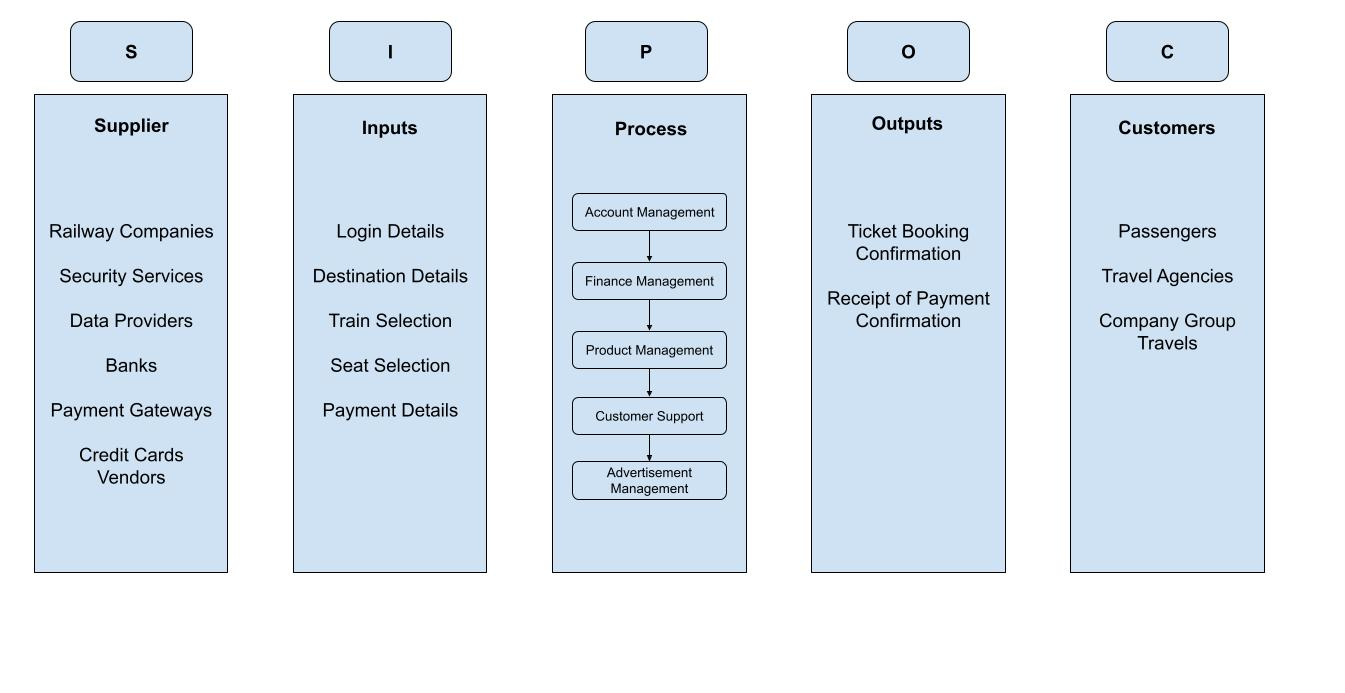 S
I
P
O
C
Supplier
Railway Companies
Security Services
Data Providers
Banks
Payment Gateways
Credit Cards
Vendors
Inputs
Login Details
Destination Details
Train Selection
Seat Selection
Payment Details
Process
Account Management
Finance Management
Product Management
Customer Support
Advertisement
Management
Outputs
Ticket Booking
Confirmation
Receipt of Payment
Confirmation
Customers
Passengers
Travel Agencies
Company Group
Travels